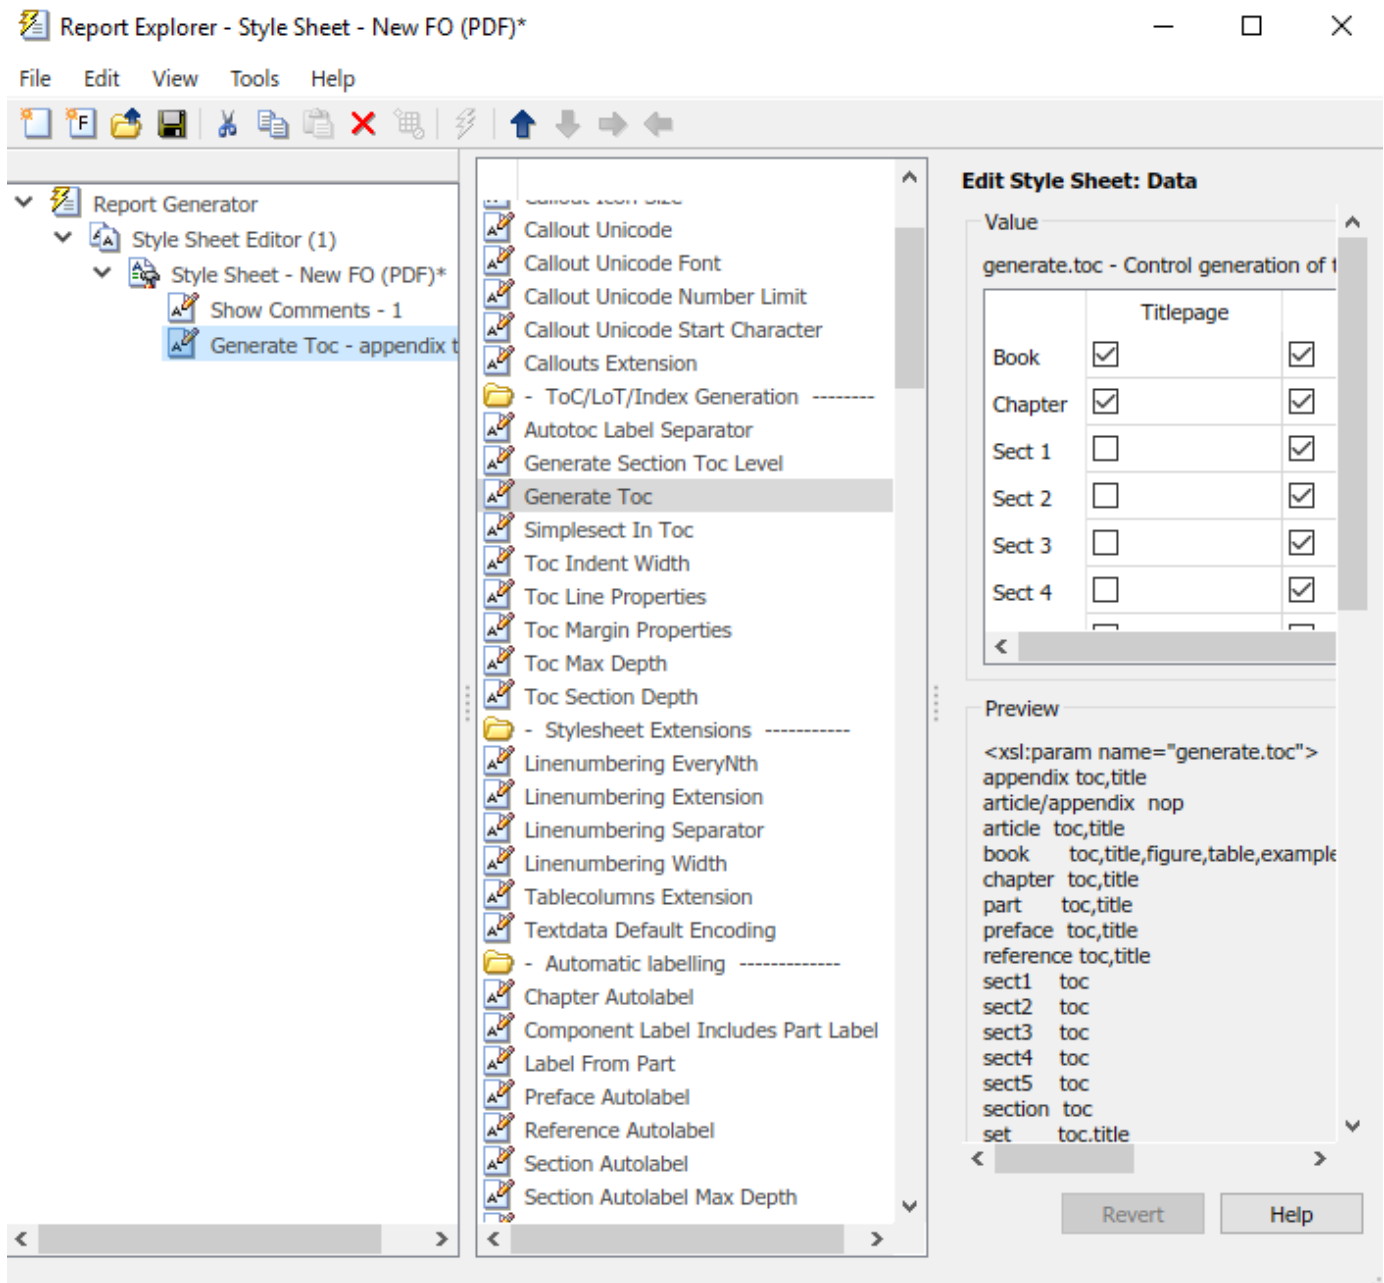 Report Explorer - Style Sheet - New FO (PDF)*
File Edit View Tools Help
Report Generator
Style Sheet Editor (1)
Style Sheet - New FO (PDF)*
Show Comments - 1
Generate Toc - appendix t
Callout Icon Size
Callout Unicode
Callout Unicode Font
Callout Unicode Number Limit
Callout Unicode Start Character
Callouts Extension
- ToC/LoT/Index Generation --------
Autotoc Label Separator
Generate Section Toc Level
Generate Toc
Simplesect In Toc
Toc Indent Width
Toc Line Properties
Toc Margin Properties
Toc Max Depth
Toc Section Depth
- Stylesheet Extensions -----------
Linenumbering EveryNth
Linenumbering Extension
Linenumbering Separator
Linenumbering Width
Tablecolumns Extension
Textdata Default Encoding
- Automatic labelling -------------
Chapter Autolabel
Component Label Includes Part Label
Label From Part
Preface Autolabel
Reference Autolabel
Section Autolabel
Section Autolabel Max Depth
Edit Style Sheet: Data
Value
generate.toc - Control generation of t
Titlepage
Book
Chapter
Sect 1
Sect 2
Sect 3
Sect 4
Preview
<xsl:param name="generate.toc">
appendix toc,title
article/appendix nop
article toc,title
book toc,title,figure,table,example
chapter toc,title
part toc,title
preface toc,title
reference toc,title
sect1 toc
sect2 toc
sect3 toc
sect4 toc
sect5 toc
section toc
set toc,title
Revert Help